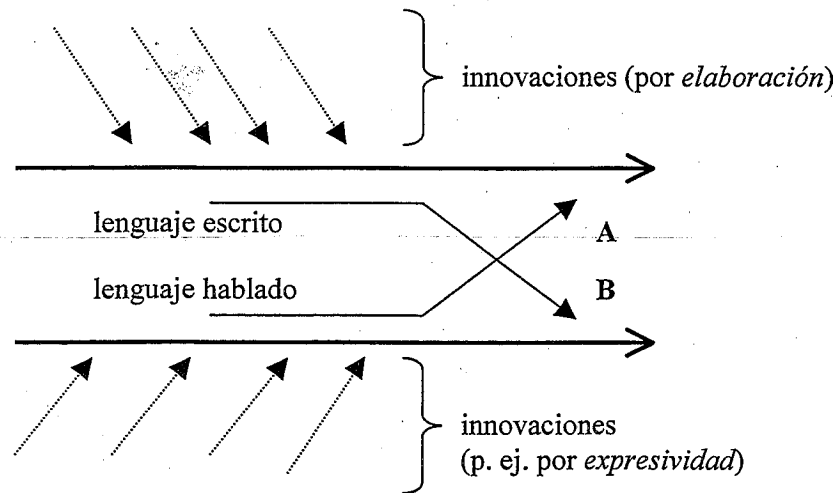 innovaciones (por elaboración)
lenguaje escrito
A
lenguaje hablado
B
innovaciones
(p. ej. por expresividad)